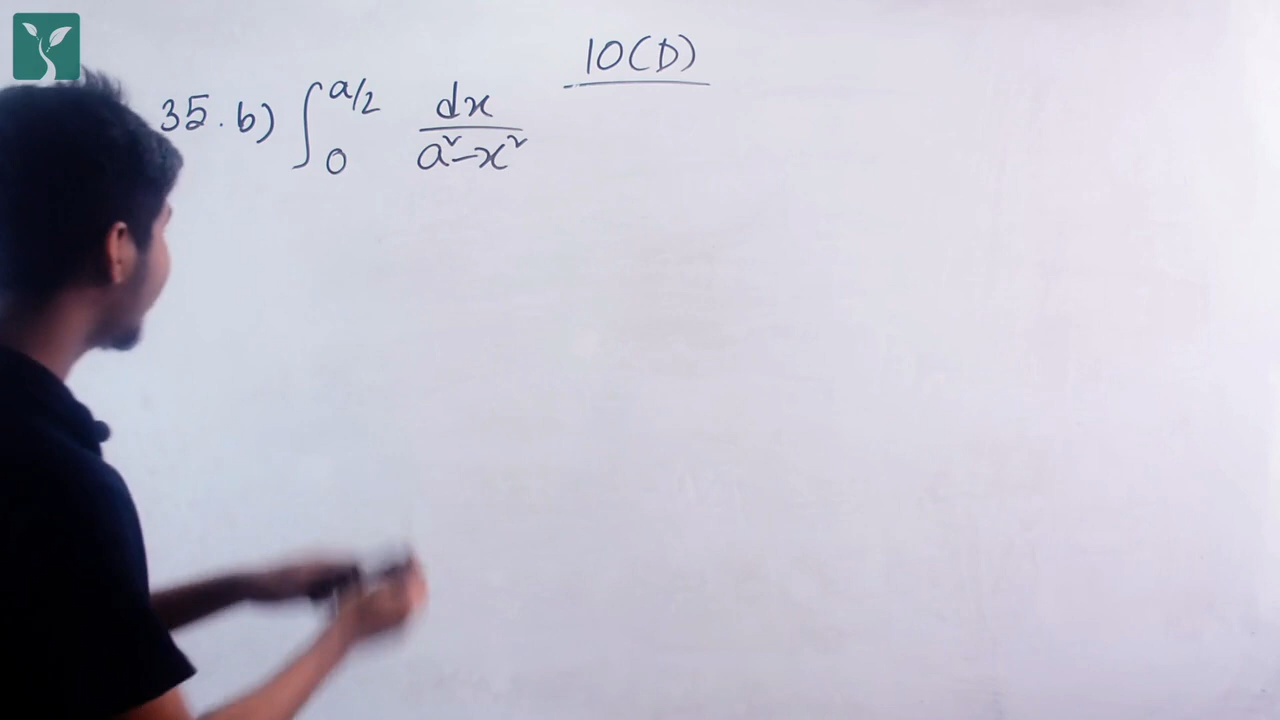 10(D)
35. b) ∫₀^{a/2} dx/(a²-x²)